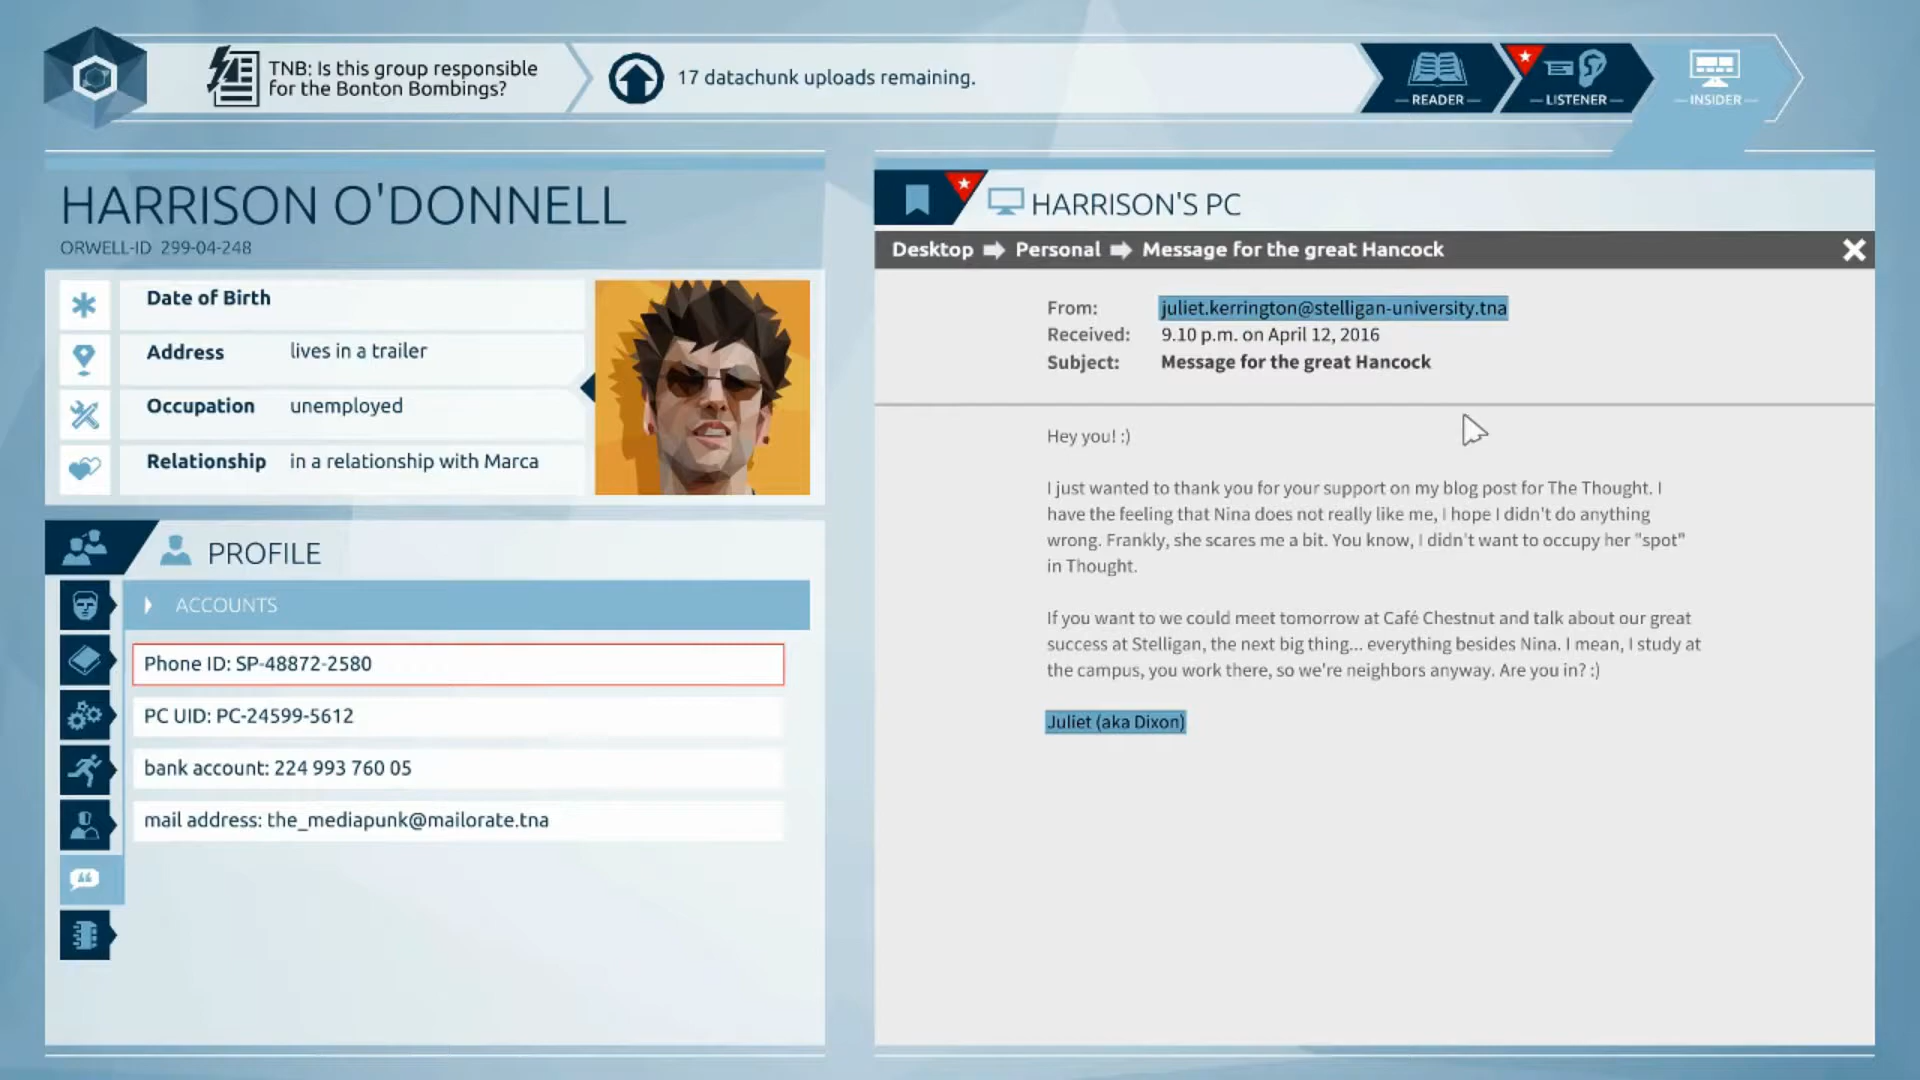 TNB: Is this group responsible
for the Bonton Bombings?
17 datachunk uploads remaining.
READER
LISTENER
INSIDER
HARRISON O'DONNELL
ORWELL-ID 299-04-248
Date of Birth
Address lives in a trailer
Occupation unemployed
Relationship in a relationship with Marca
PROFILE
ACCOUNTS
Phone ID: SP-48872-2580
PC UID: PC-24599-5612
bank account: 224 993 760 05
mail address: the_mediapunk@mailorate.tna
HARRISON'S PC
Desktop Personal Message for the great Hancock
From: juliet.kerrington@stelligan-university.tna
Received: 9.10 p.m. on April 12, 2016
Subject: Message for the great Hancock
Hey you! :)
I just wanted to thank you for your support on my blog post for The Thought. I
have the feeling that Nina does not really like me, I hope I didn't do anything
wrong. Frankly, she scares me a bit. You know, I didn't want to occupy her "spot"
in Thought.
If you want to we could meet tomorrow at Café Chestnut and talk about our great
success at Stelligan, the next big thing... everything besides Nina. I mean, I study at
the campus, you work there, so we're neighbors anyway. Are you in? :)
Juliet (aka Dixon)